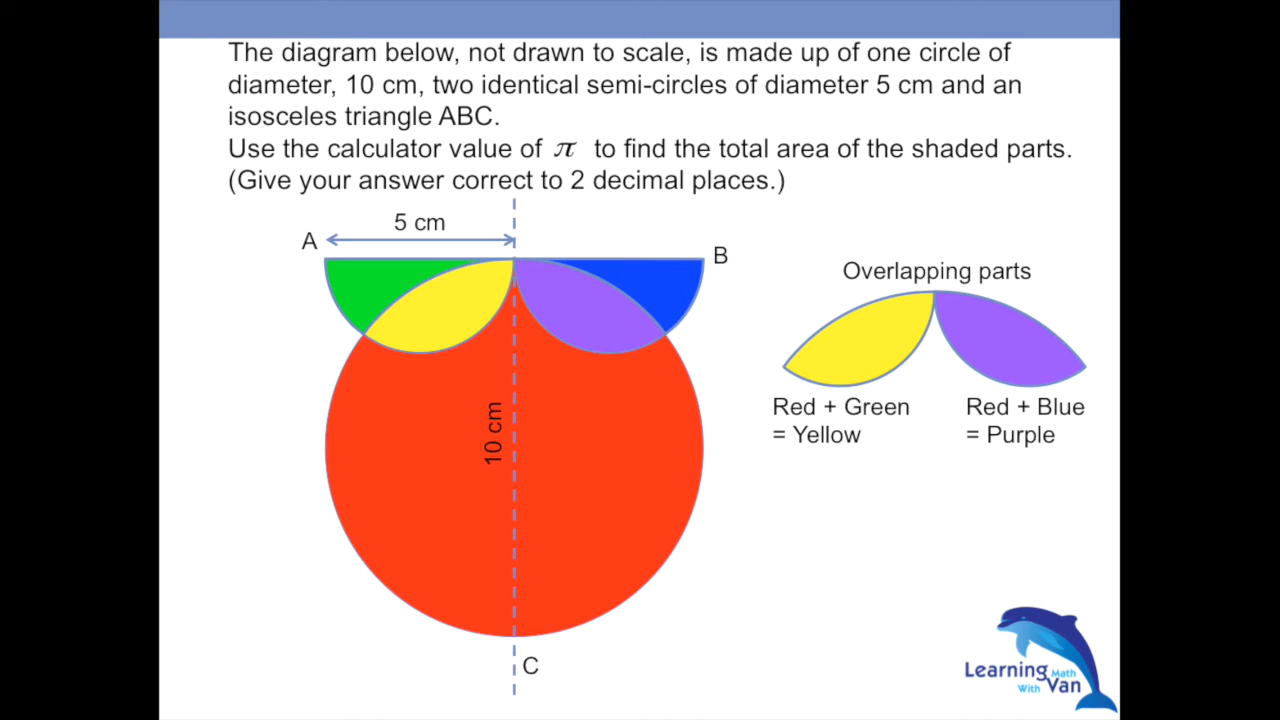 The diagram below, not drawn to scale, is made up of one circle of
diameter, 10 cm, two identical semi-circles of diameter 5 cm and an
isosceles triangle ABC.
Use the calculator value of π to find the total area of the shaded parts.
(Give your answer correct to 2 decimal places.)
5 cm
A
B
10 cm
C
Overlapping parts
Red + Green
= Yellow
Red + Blue
= Purple
Learning Math
With Van